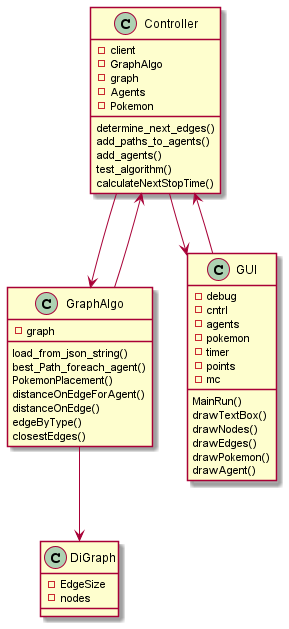 C Controller
client
GraphAlgo
graph
Agents
Pokemon
determine_next_edges()
add_paths_to_agents()
add_agents()
test_algorithm()
calculateNextStopTime()
C GraphAlgo
graph
load_from_json_string()
best_Path_foreach_agent()
PokemonPlacement()
distanceOnEdgeForAgent()
distanceOnEdge()
edgeByType()
closestEdges()
C GUI
debug
cntrl
agents
pokemon
timer
points
mc
MainRun()
drawTextBox()
drawNodes()
drawEdges()
drawPokemon()
drawAgent()
C DiGraph
EdgeSize
nodes